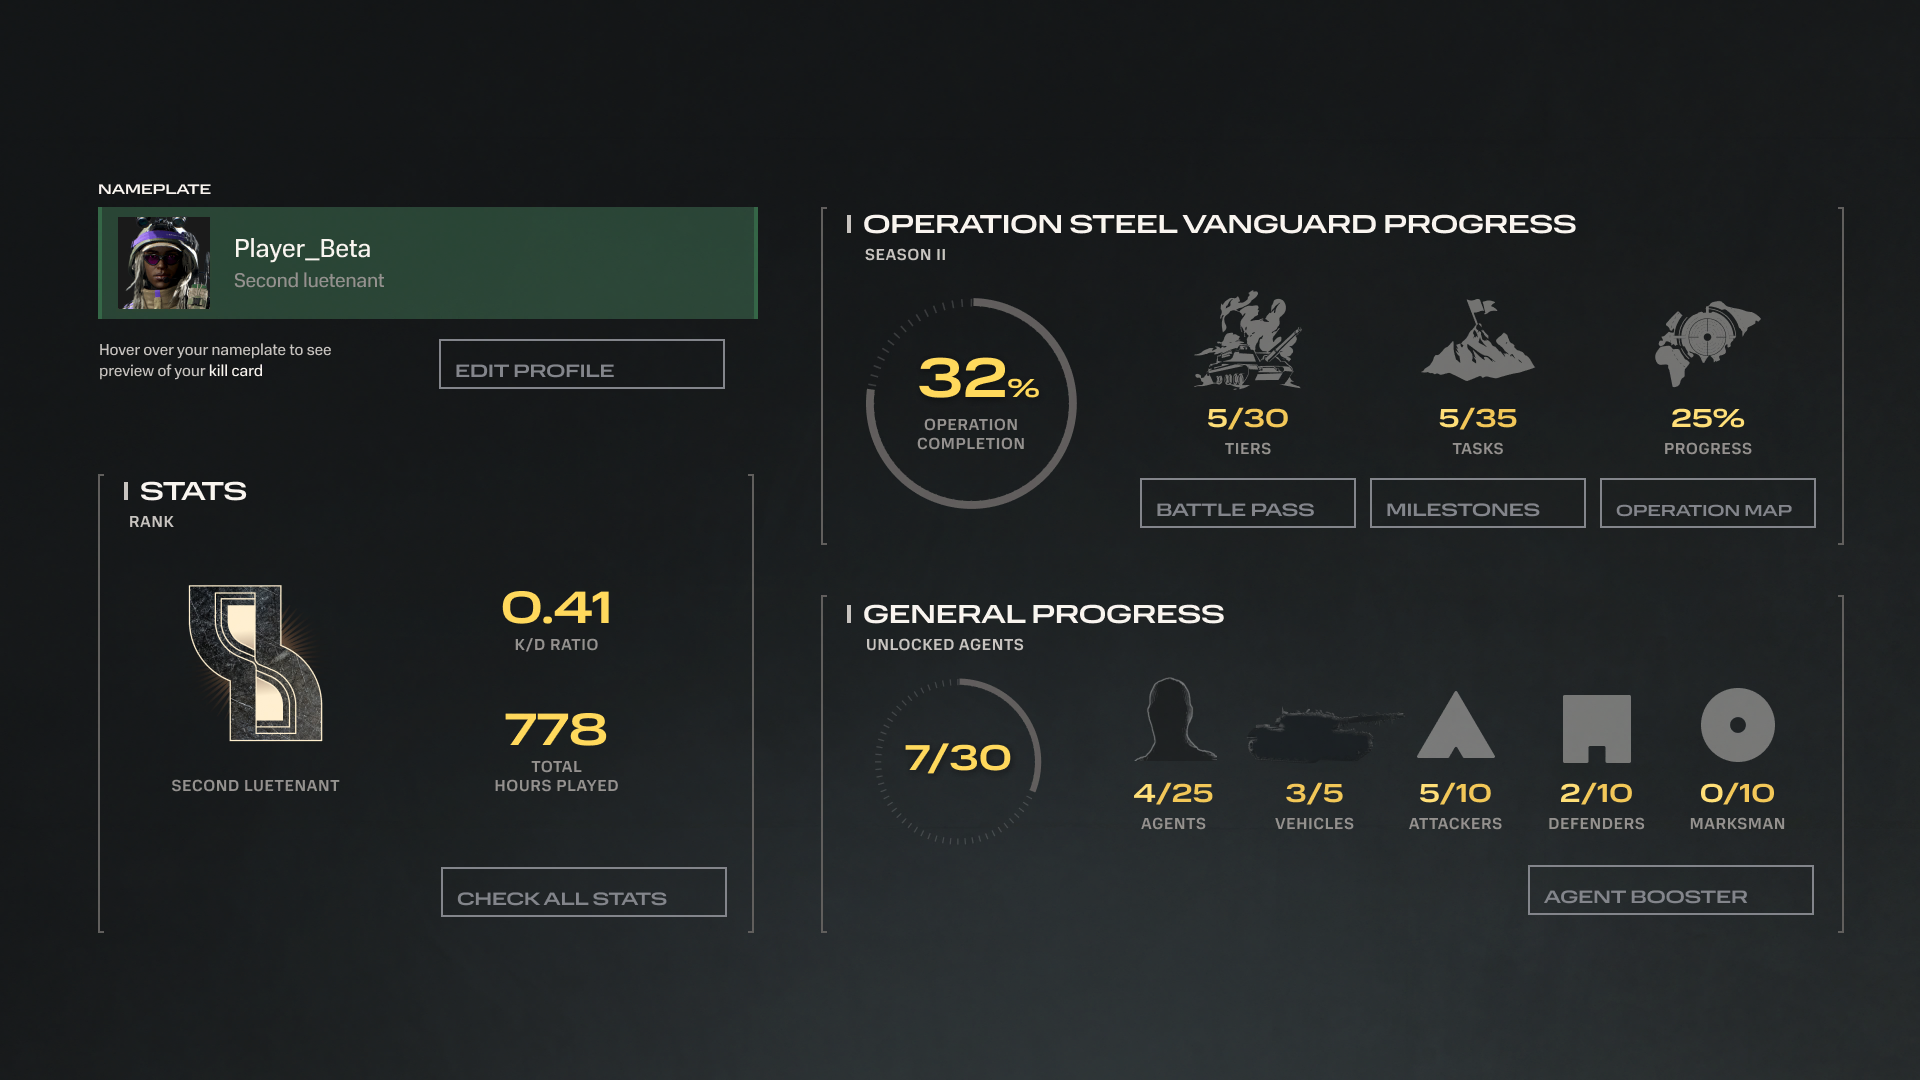 NAMEPLATE
Player_Beta
Second luetenant
Hover over your nameplate to see
preview of your kill card
EDIT PROFILE
STATS
RANK
SECOND LUETENANT
0.41
K/D RATIO
778
TOTAL
HOURS PLAYED
CHECK ALL STATS
OPERATION STEEL VANGUARD PROGRESS
SEASON II
32%
OPERATION
COMPLETION
5/30
TIERS
BATTLE PASS
5/35
TASKS
MILESTONES
25%
PROGRESS
OPERATION MAP
GENERAL PROGRESS
UNLOCKED AGENTS
7/30
4/25
AGENTS
3/5
VEHICLES
5/10
ATTACKERS
2/10
DEFENDERS
0/10
MARKSMAN
AGENT BOOSTER